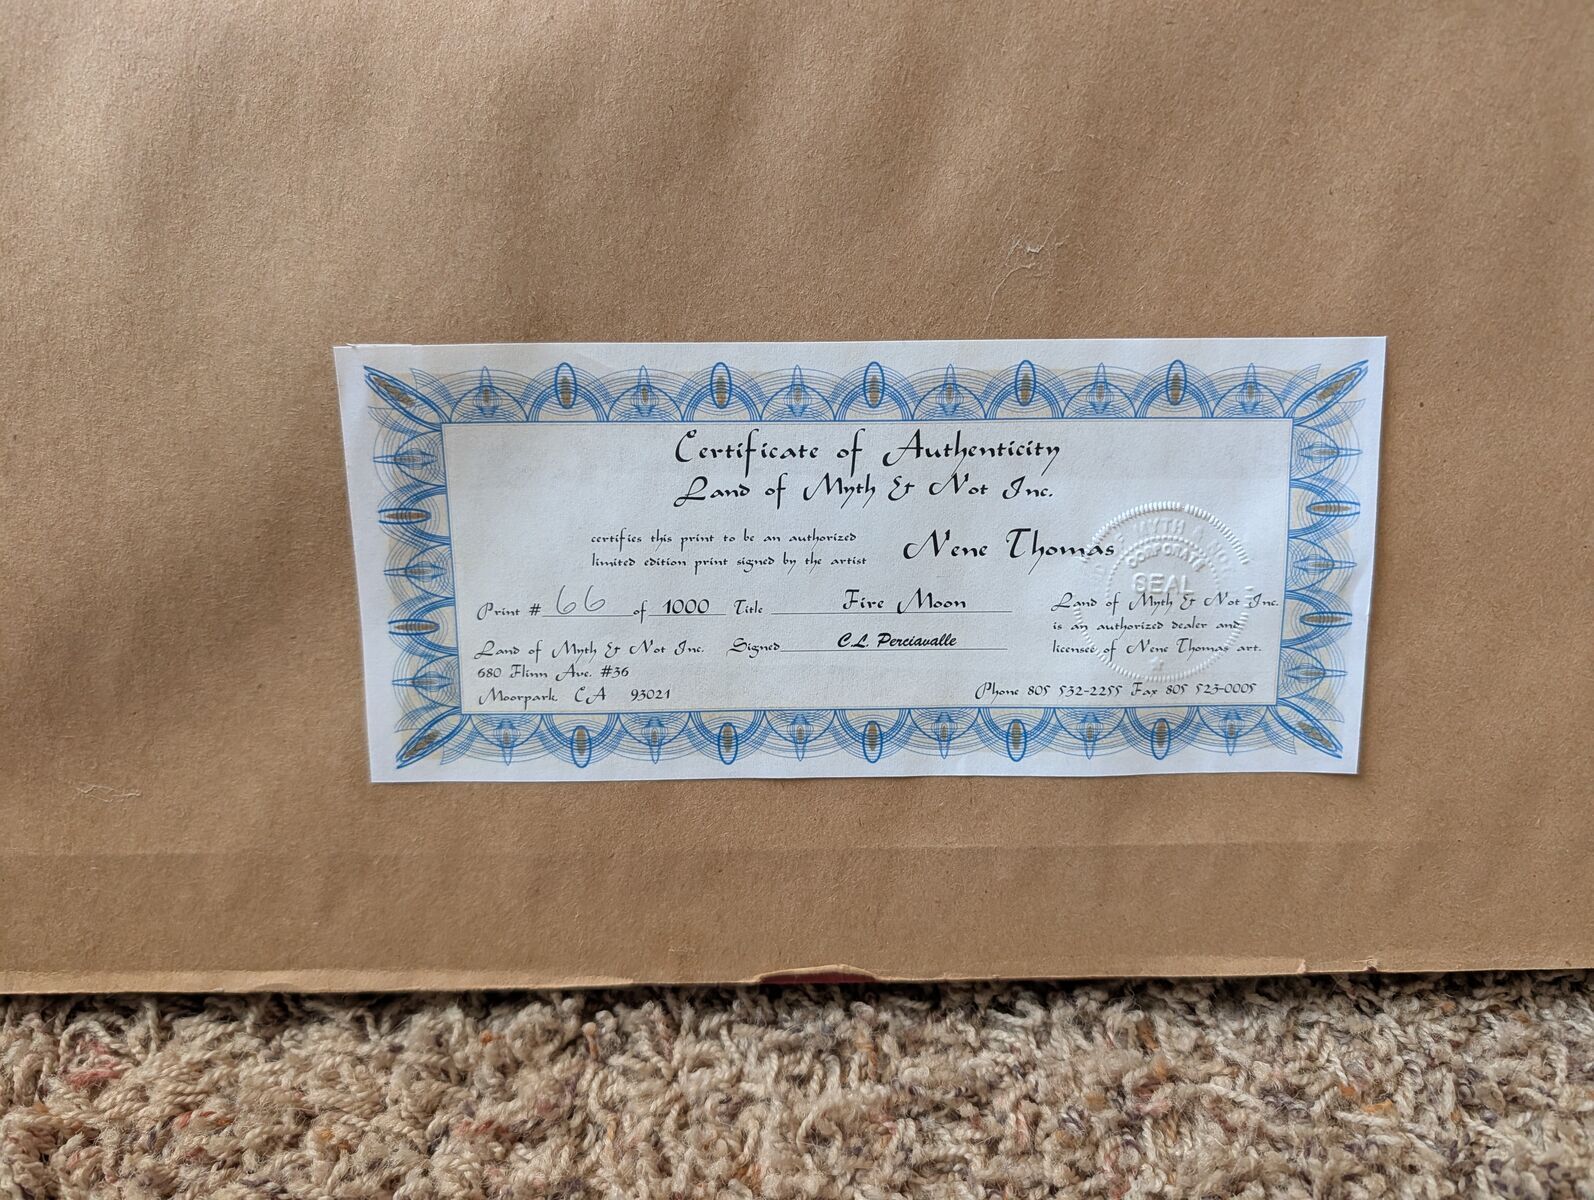 Certificate of Authenticity
Land of Myth & Not Inc.
certifies this print to be an authorized
limited edition print signed by the artist
Nene Thomas
Print # 66 of 1000 Title Fire Moon
Land of Myth & Not Inc. Signed C.L. Perciavalle
680 Flinn Ave. #36
Moorpark, CA 93021
Land of Myth & Not Inc.
is an authorized dealer and
licensee of Nene Thomas art.
Phone 805 532-2255 Fax 805 523-0005
MYTH &
CORPORATE
SEAL